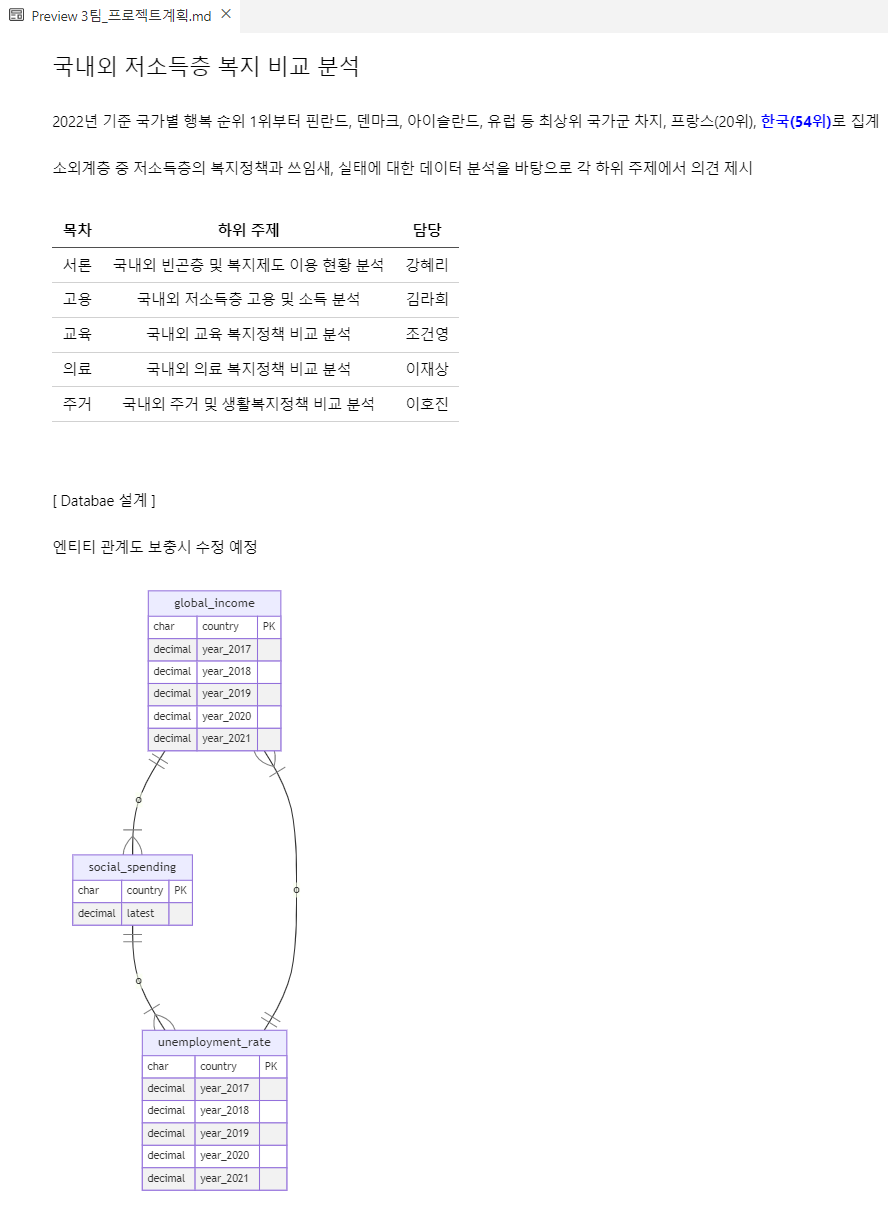 Preview 3팀_프로젝트계획.md
국내외 저소득층 복지 비교 분석
2022년 기준 국가별 행복 순위 1위부터 핀란드, 덴마크, 아이슬란드, 유럽 등 최상위 국가군 차지, 프랑스(20위), 한국(54위)로 집계
소외계층 중 저소득층의 복지정책과 쓰임새, 실태에 대한 데이터 분석을 바탕으로 각 하위 주제에서 의견 제시
목차 하위 주제 담당
서론 국내외 빈곤층 및 복지제도 이용 현황 분석 강혜리
고용 국내외 저소득층 고용 및 소득 분석 김라희
교육 국내외 교육 복지정책 비교 분석 조건영
의료 국내외 의료 복지정책 비교 분석 이재상
주거 국내외 주거 및 생활복지정책 비교 분석 이호진
[ Databae 설계 ]
엔티티 관계도 보충시 수정 예정
global_income
char country PK
decimal year_2017
decimal year_2018
decimal year_2019
decimal year_2020
decimal year_2021
o
social_spending
char country PK
decimal latest
o
o
unemployment_rate
char country PK
decimal year_2017
decimal year_2018
decimal year_2019
decimal year_2020
decimal year_2021